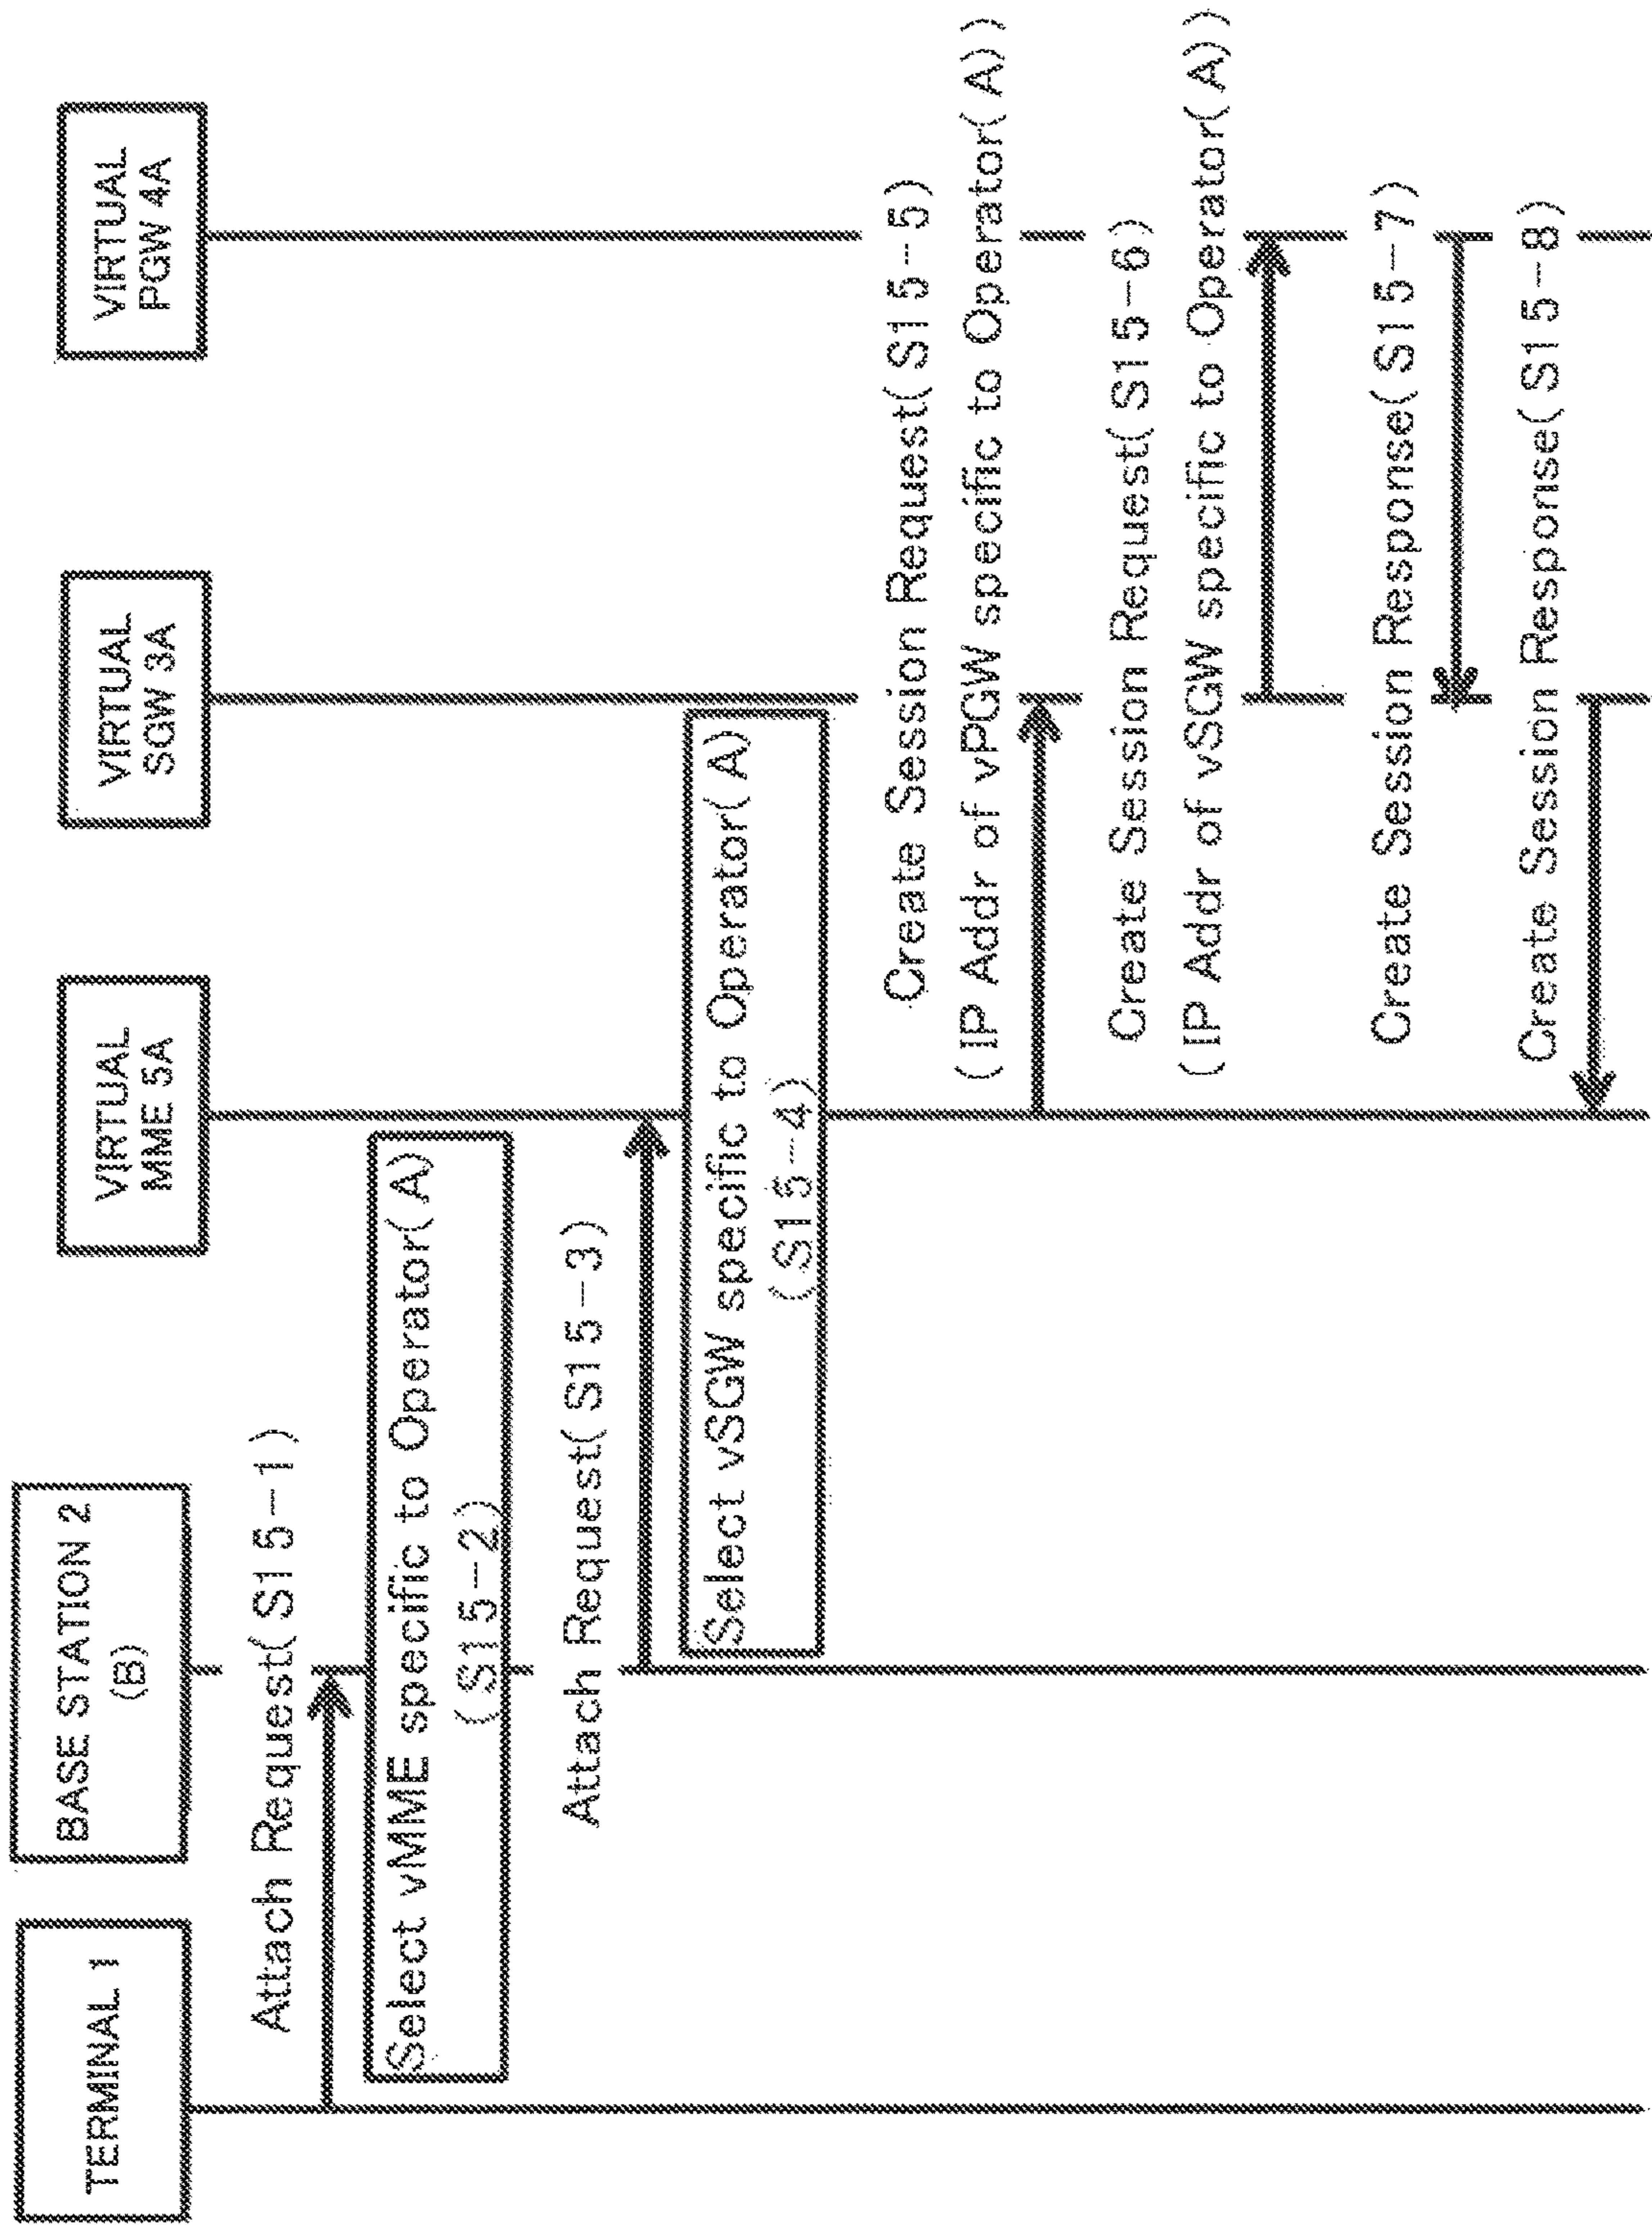 TERMINAL 1
BASE STATION 2
(B)
VIRTUAL
MME 5A
VIRTUAL
SGW 3A
VIRTUAL
PGW 4A
Attach Request(S15-1)
Select vMME specific to Operator(A)
(S15-2)
Attach Request(S15-3)
Select vSGW specific to Operator(A)
(S15-4)
Create Session Request(S15-5)
(IP Addr of vPGW specific to Operator(A))
Create Session Request(S15-6)
(IP Addr of vSGW specific to Operator(A))
Create Session Response(S15-7)
Create Session Response(S15-8)